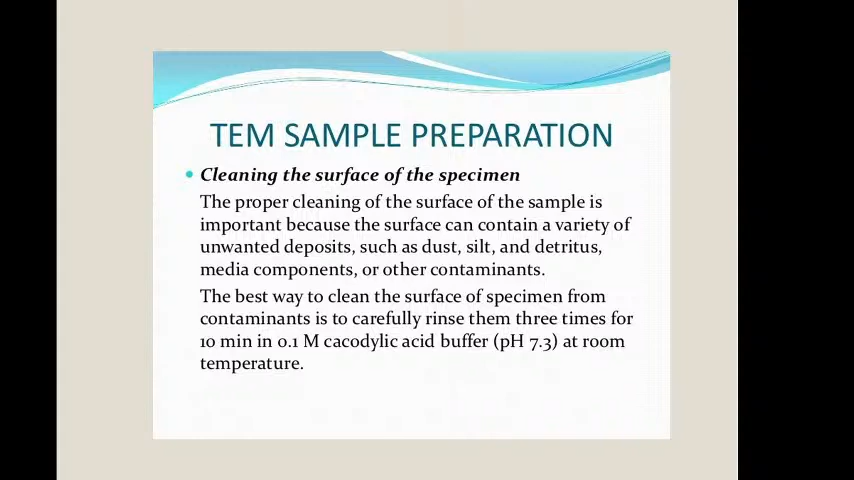 TEM SAMPLE PREPARATION
Cleaning the surface of the specimen
The proper cleaning of the surface of the sample is
important because the surface can contain a variety of
unwanted deposits, such as dust, silt, and detritus,
media components, or other contaminants.
The best way to clean the surface of specimen from
contaminants is to carefully rinse them three times for
10 min in 0.1 M cacodylic acid buffer (pH 7.3) at room
temperature.